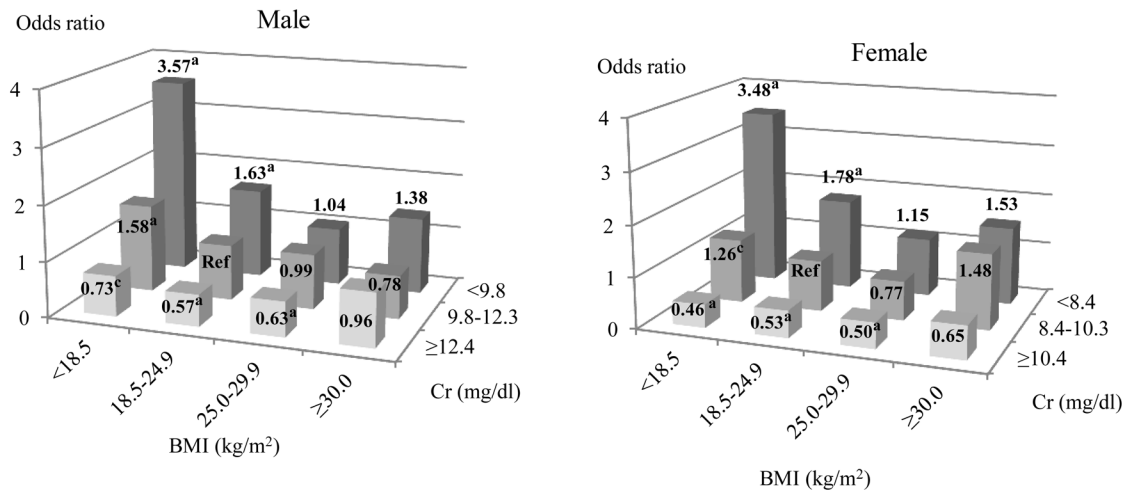 Odds ratio
Male
4
3
2
1
0
3.57ᵃ
1.63ᵃ
1.04
1.38
1.58ᵃ
Ref
0.99
0.78
0.73ᶜ
0.57ᵃ
0.63ᵃ
0.96
<9.8
9.8-12.3
≥12.4
Cr (mg/dl)
<18.5
18.5-24.9
25.0-29.9
≥30.0
BMI (kg/m²)
Odds ratio
Female
4
3
2
1
0
3.48ᵃ
1.78ᵃ
1.15
1.53
1.26ᶜ
Ref
0.77
1.48
0.46ᵃ
0.53ᵃ
0.50ᵃ
0.65
<8.4
8.4-10.3
≥10.4
Cr (mg/dl)
<18.5
18.5-24.9
25.0-29.9
≥30.0
BMI (kg/m²)